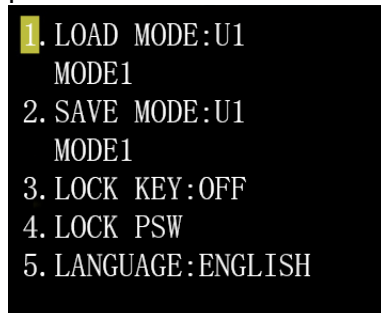 1. LOAD MODE:U1
MODE1
2. SAVE MODE:U1
MODE1
3. LOCK KEY:OFF
4. LOCK PSW
5. LANGUAGE:ENGLISH